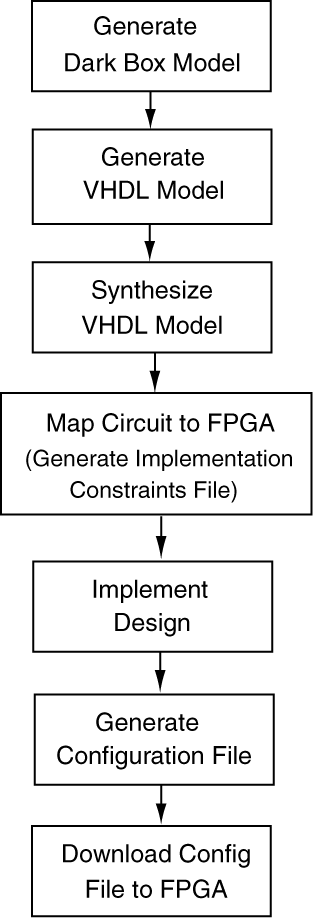 Generate
Dark Box Model
Generate
VHDL Model
Synthesize
VHDL Model
Map Circuit to FPGA
(Generate Implementation
Constraints File)
Implement
Design
Generate
Configuration File
Download Config
File to FPGA